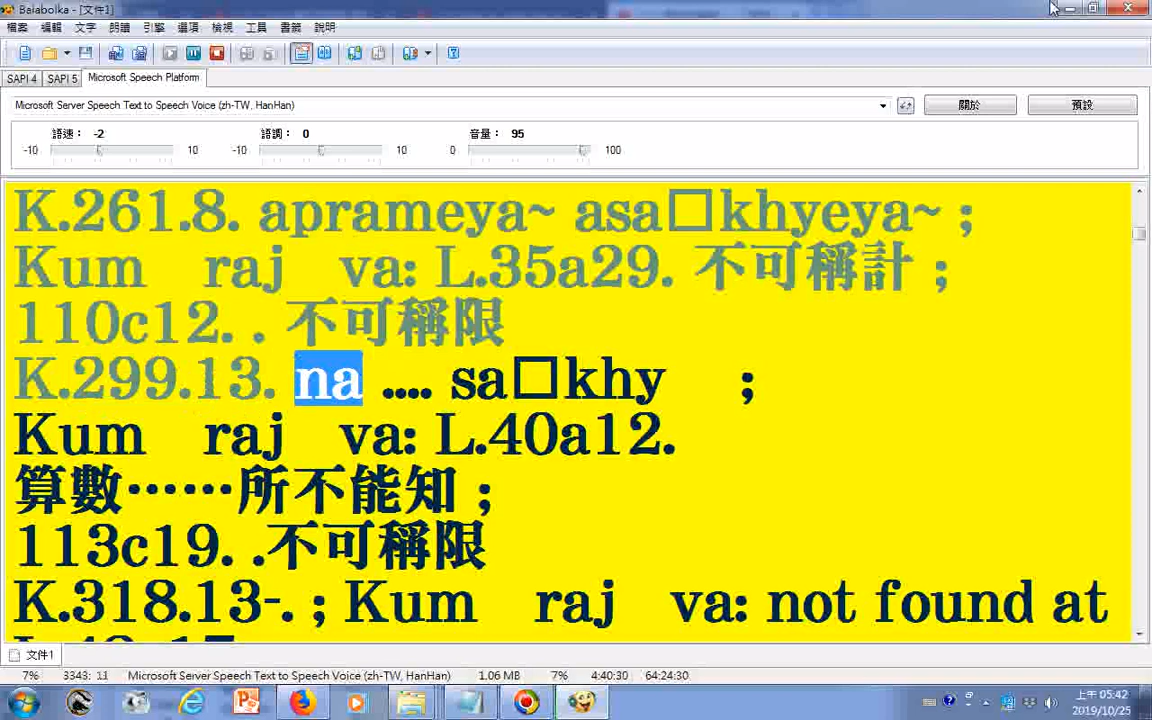 Balabolka - [文件1]
檔案 編輯 文字 朗讀 引擎 選項 檢視 工具 書籤 說明
SAPI 4 SAPI 5 Microsoft Speech Platform
Microsoft Server Speech Text to Speech Voice (zh-TW, HanHan) 關於 預設
語速： -2 語調： 0 音量： 95
-10 10 -10 10 0 100
K.261.8. aprameya~ asa□khyeya~ ;
Kum raj va: L.35a29. 不可稱計 ;
110c12. . 不可稱限
K.299.13. na .... sa□khy ;
Kum raj va: L.40a12.
算數……所不能知 ;
113c19. .不可稱限
K.318.13-. ; Kum raj va: not found at
文件1
7% 3343: 11 Microsoft Server Speech Text to Speech Voice (zh-TW, HanHan) 1.06 MB 7% 4:40:30 64:24:30
上午 05:42
2019/10/25